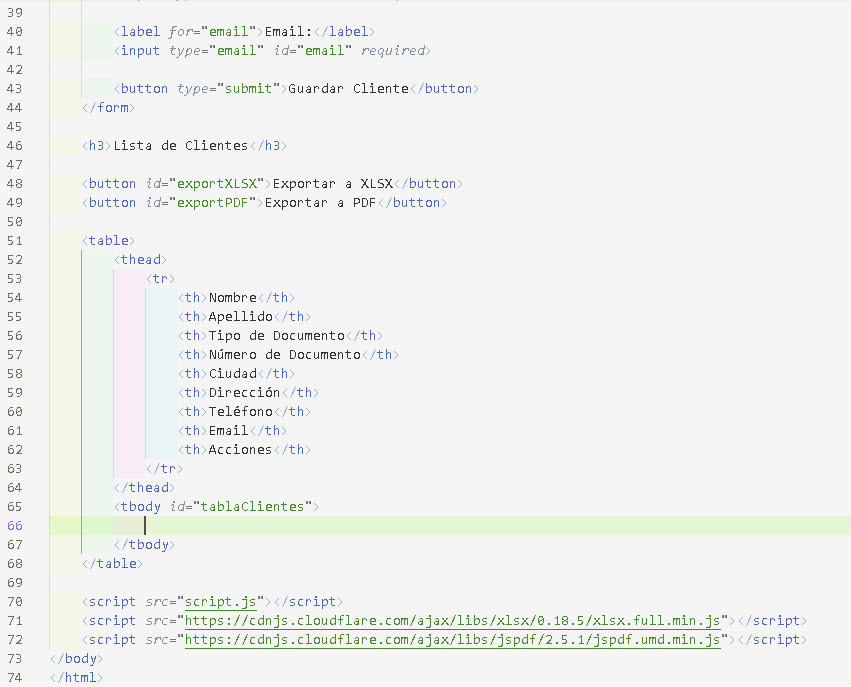 39
40 <label for="email">Email:</label>
41 <input type="email" id="email" required>
42
43 <button type="submit">Guardar Cliente</button>
44 </form>
45
46 <h3>Lista de Clientes</h3>
47
48 <button id="exportXLSX">Exportar a XLSX</button>
49 <button id="exportPDF">Exportar a PDF</button>
50
51 <table>
52 <thead>
53 <tr>
54 <th>Nombre</th>
55 <th>Apellido</th>
56 <th>Tipo de Documento</th>
57 <th>Número de Documento</th>
58 <th>Ciudad</th>
59 <th>Dirección</th>
60 <th>Teléfono</th>
61 <th>Email</th>
62 <th>Acciones</th>
63 </tr>
64 </thead>
65 <tbody id="tablaClientes">
66
67 </tbody>
68 </table>
69
70 <script src="script.js"></script>
71 <script src="https://cdnjs.cloudflare.com/ajax/libs/xlsx/0.18.5/xlsx.full.min.js"></script>
72 <script src="https://cdnjs.cloudflare.com/ajax/libs/jspdf/2.5.1/jspdf.umd.min.js"></script>
73 </body>
74 </html>